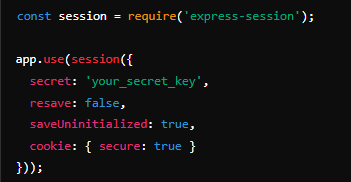 const session = require('express-session');

app.use(session({
  secret: 'your_secret_key',
  resave: false,
  saveUninitialized: true,
  cookie: { secure: true }
}));